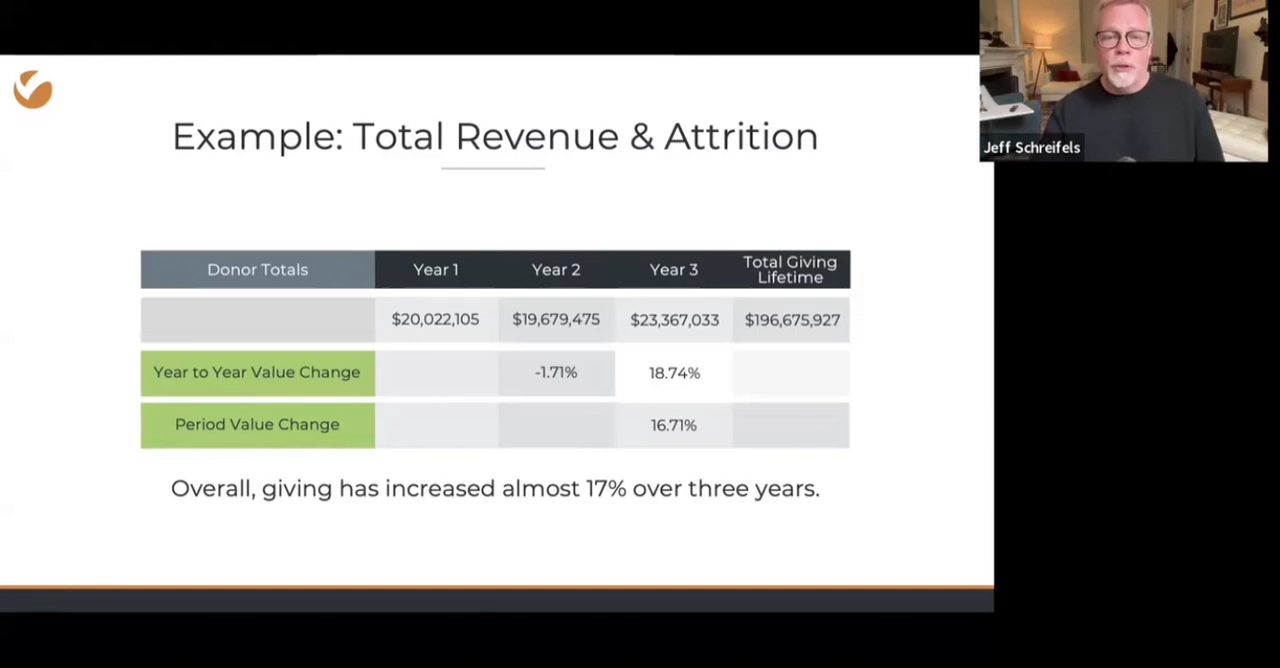 Example: Total Revenue & Attrition
Donor Totals
Year 1
Year 2
Year 3
Total Giving
Lifetime
$20,022,105
$19,679,475
$23,367,033
$196,675,927
Year to Year Value Change
-1.71%
18.74%
Period Value Change
16.71%
Overall, giving has increased almost 17% over three years.
Jeff Schreifels